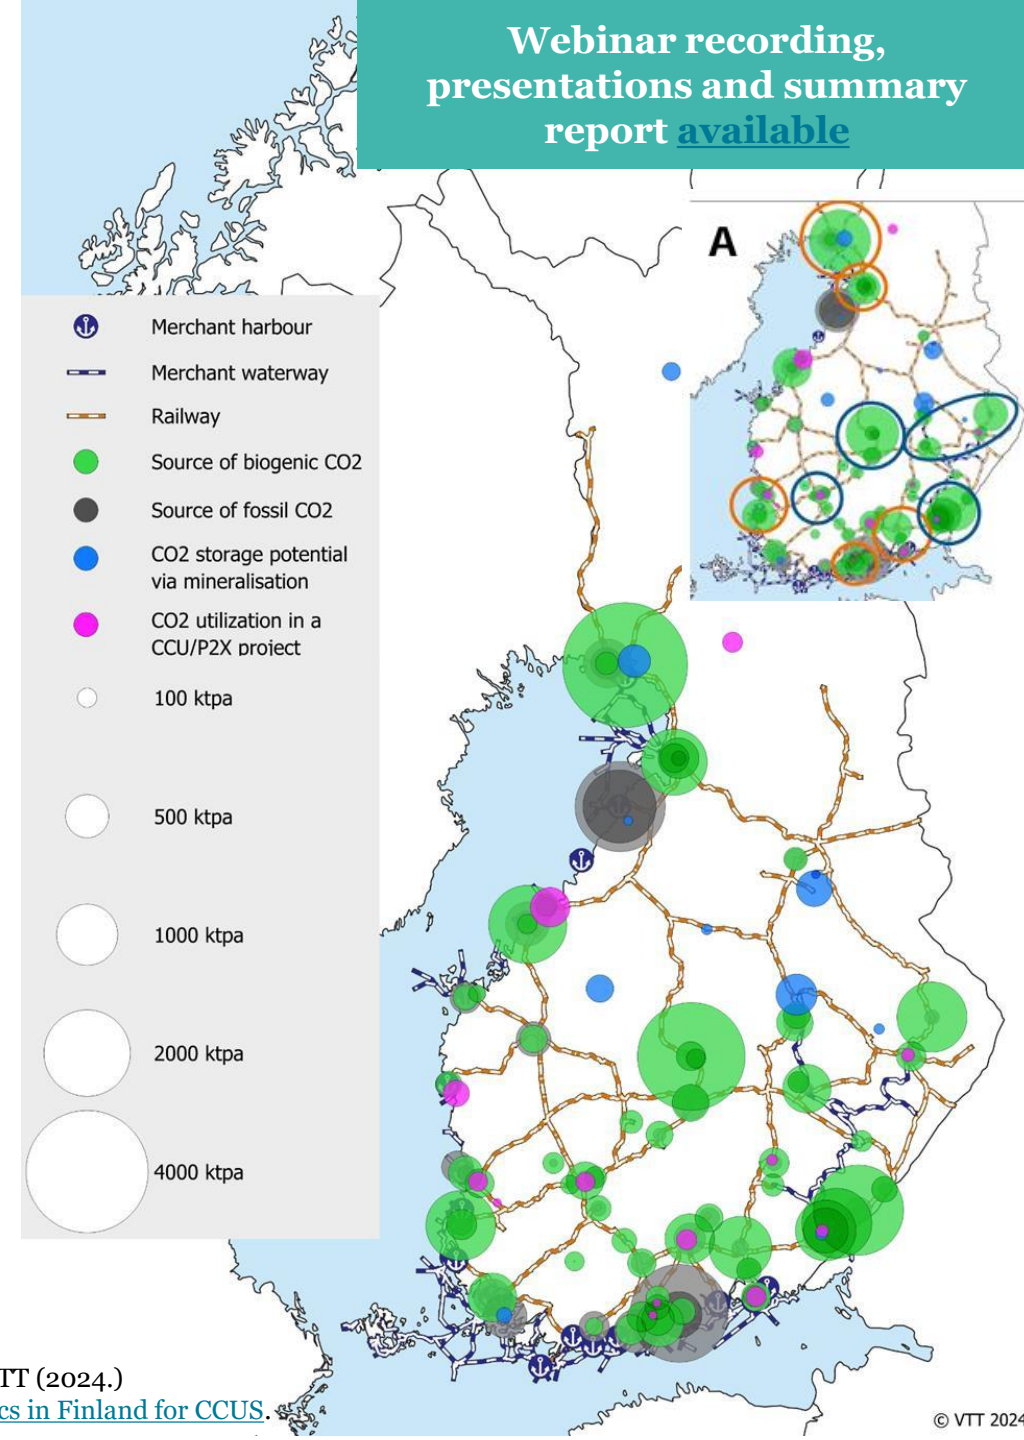 Webinar recording,
presentations and summary
report available
A
Merchant harbour
Merchant waterway
Railway
Source of biogenic CO2
Source of fossil CO2
CO2 storage potential
via mineralisation
CO2 utilization in a
CCU/P2X project
100 ktpa
500 ktpa
1000 ktpa
2000 ktpa
4000 ktpa
TT (2024.)
cs in Finland for CCUS.
© VTT 2024